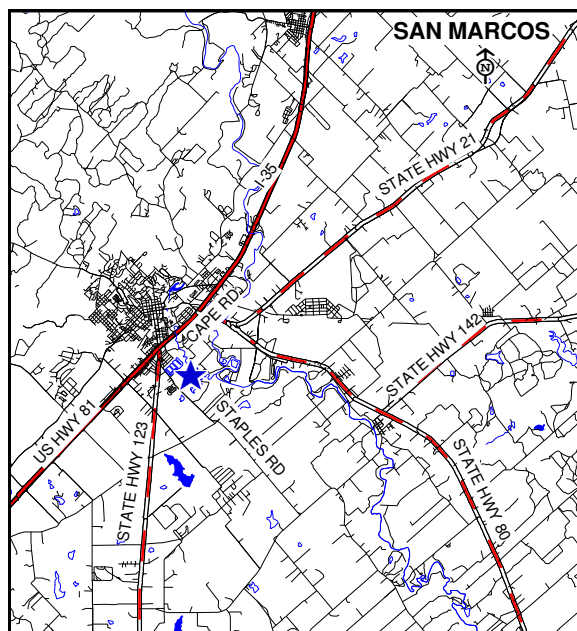 SAN MARCOS
N
I-35
STATE HWY 21
CAPE RD
STATE HWY 142
US HWY 81
STATE HWY 123
STAPLES RD
STATE HWY 80